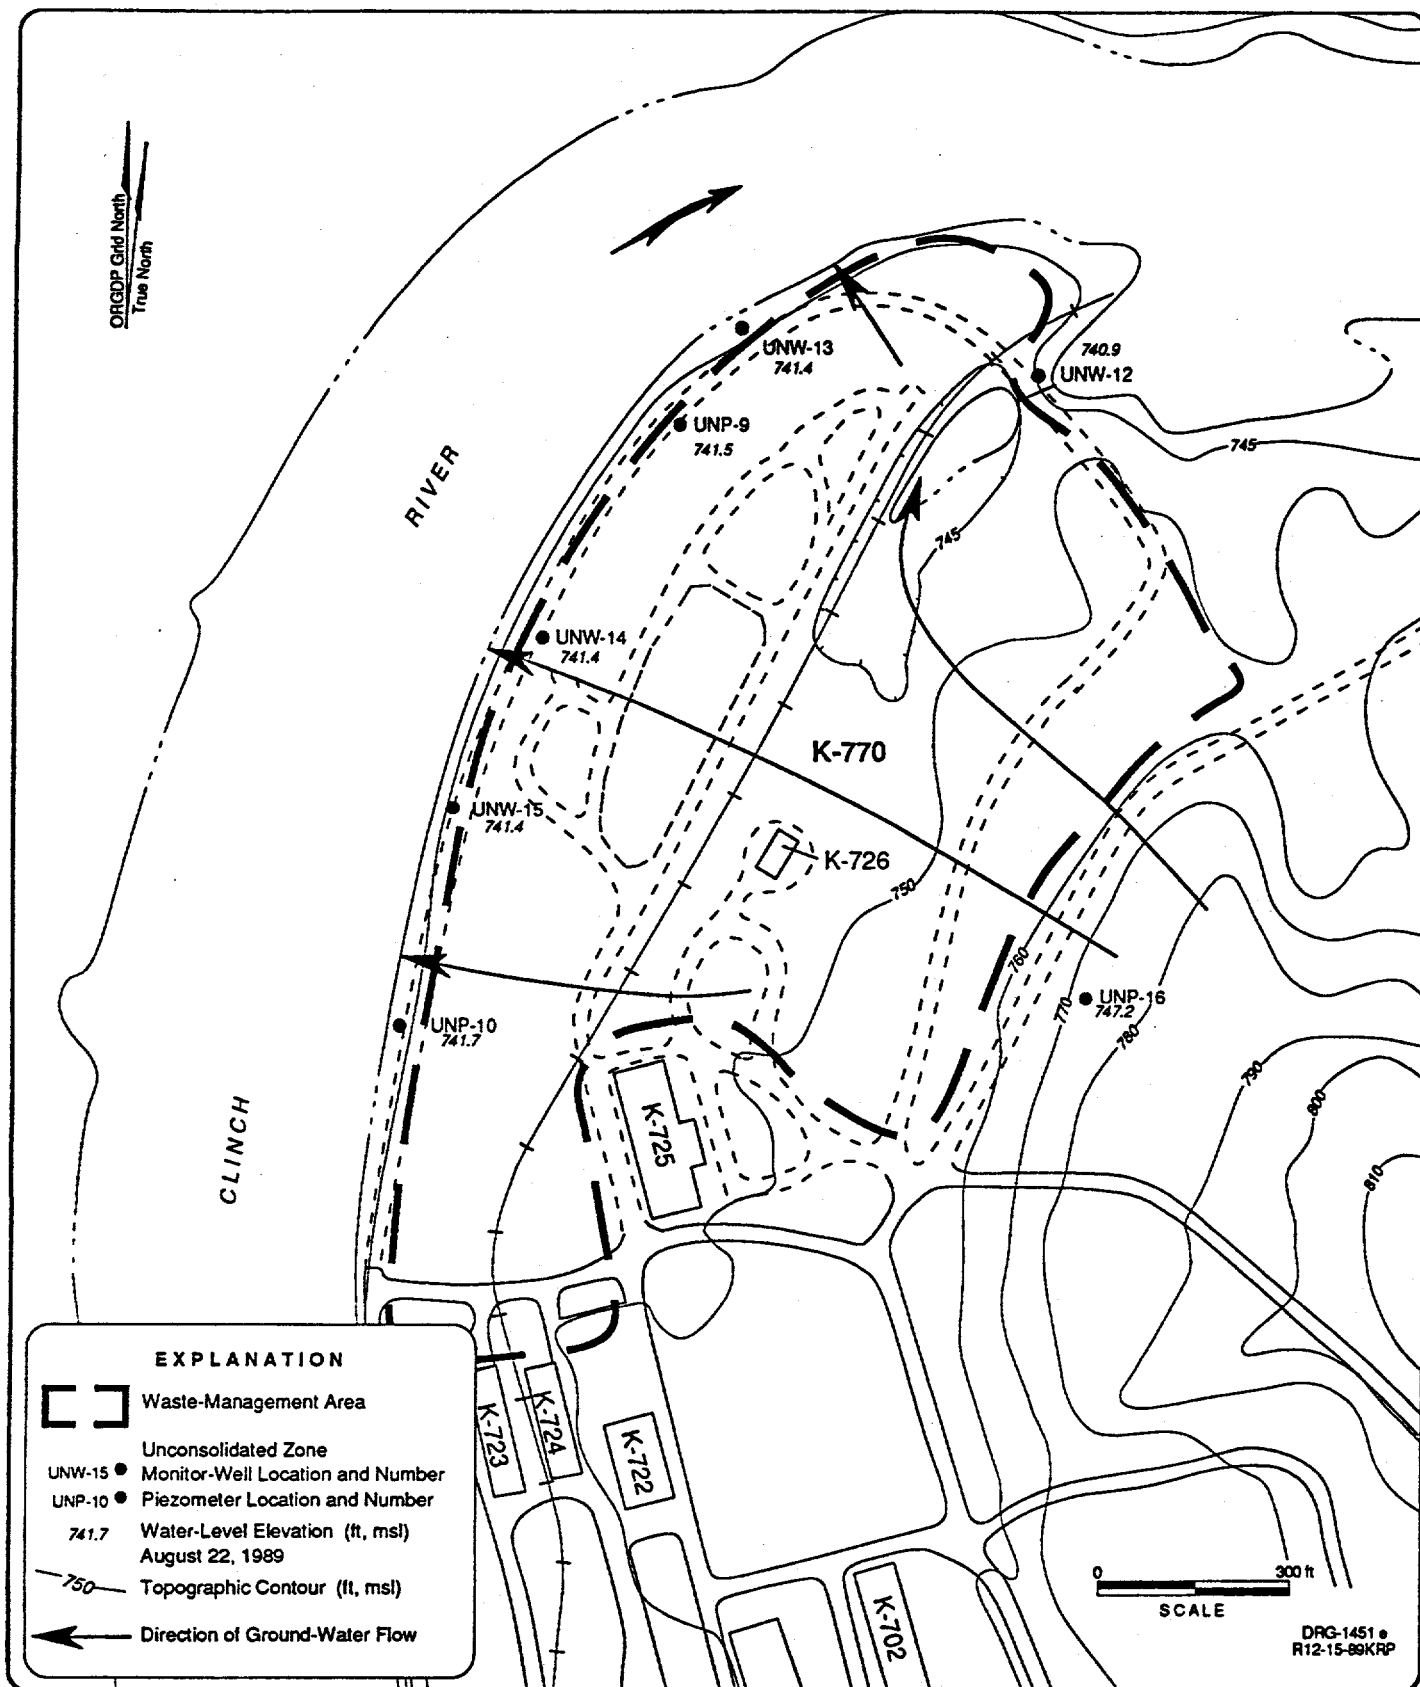 ORGDP Grid North
True North
UNW-13
741.4
740.9
UNW-12
UNP-9
741.5
745
RIVER
745
UNW-14
741.4
K-770
UNW-15
741.4
K-726
750
760
UNP-16
747.2
770
780
UNP-10
741.7
790
800
K-725
CLINCH
810
EXPLANATION
Waste-Management Area
Unconsolidated Zone
UNW-15 Monitor-Well Location and Number
UNP-10 Piezometer Location and Number
741.7 Water-Level Elevation (ft, msl)
August 22, 1989
750 Topographic Contour (ft, msl)
Direction of Ground-Water Flow
K-723
K-724
K-722
K-702
0 300 ft
SCALE
DRG-1451 e
R12-15-89KRP